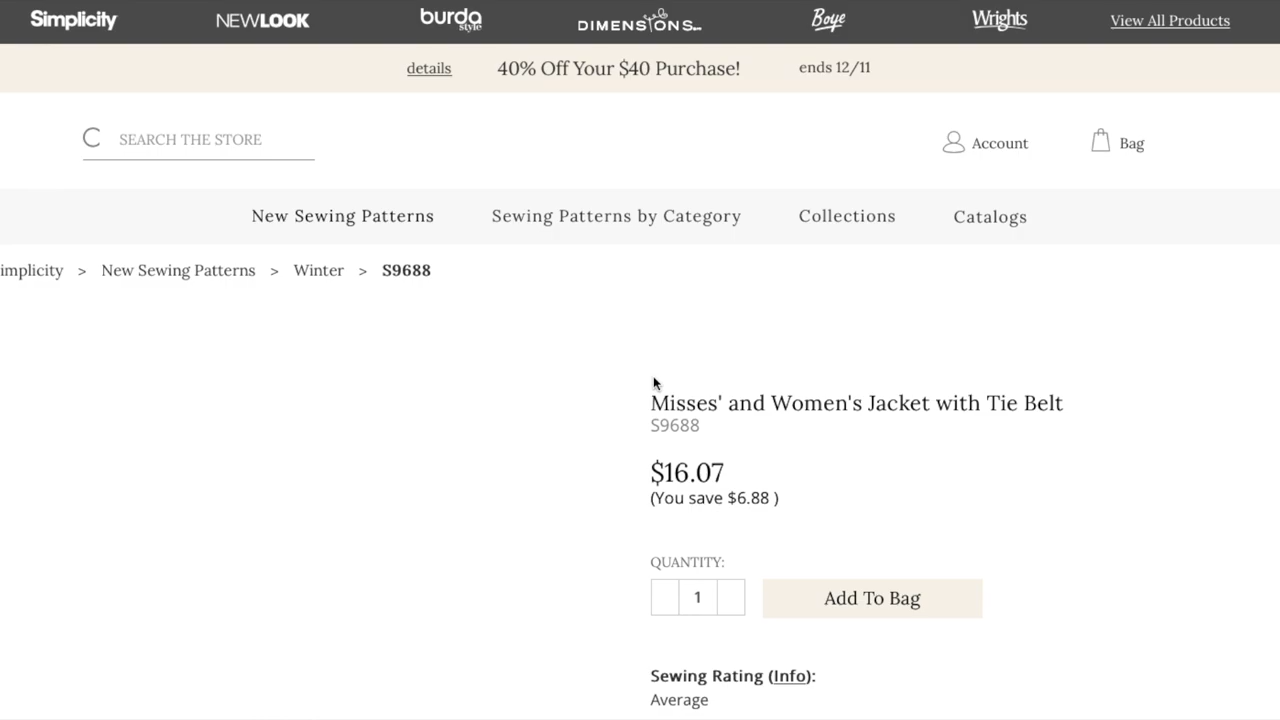 Simplicity NEWLOOK burda style DIMENSIONS Boye Wrights View All Products
details 40% Off Your $40 Purchase! ends 12/11
SEARCH THE STORE Account Bag
New Sewing Patterns Sewing Patterns by Category Collections Catalogs
implicity > New Sewing Patterns > Winter > S9688
Misses' and Women's Jacket with Tie Belt
S9688
$16.07
(You save $6.88 )
QUANTITY:
1 Add To Bag
Sewing Rating (Info):
Average